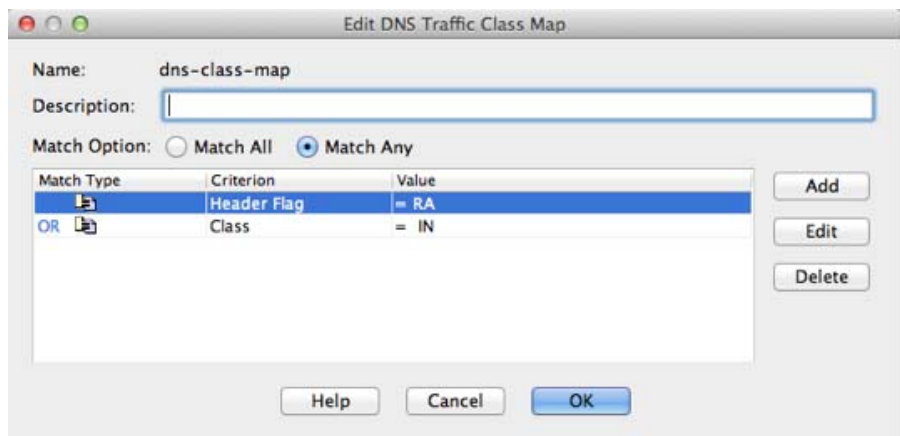 Edit DNS Traffic Class Map
Name: dns-class-map
Description:
Match Option: Match All Match Any
Match Type Criterion Value
Header Flag = RA
OR Class = IN
Add
Edit
Delete
Help Cancel OK